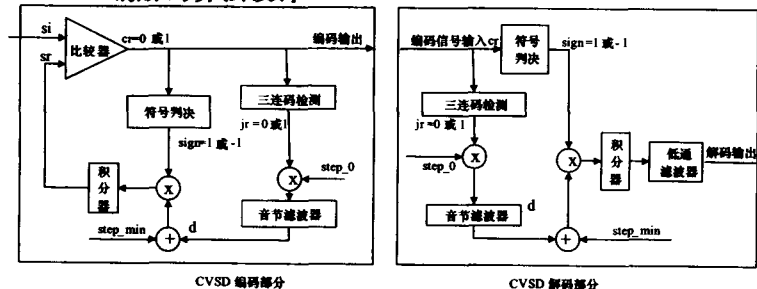 si
sr
比较器
cr=0 或1
编码输出
符号判决
三连码检测
jr = 0 或1
sign=1 或 -1
step_0
积分器
音节滤波器
step_min
d
CVSD 编码部分
编码信号输入cr
符号判决
sign=1 或 - 1
三连码检测
jr =0 或 1
step_0
积分器
低通滤波器
解码输出
音节滤波器
d
step_min
CVSD 解码部分